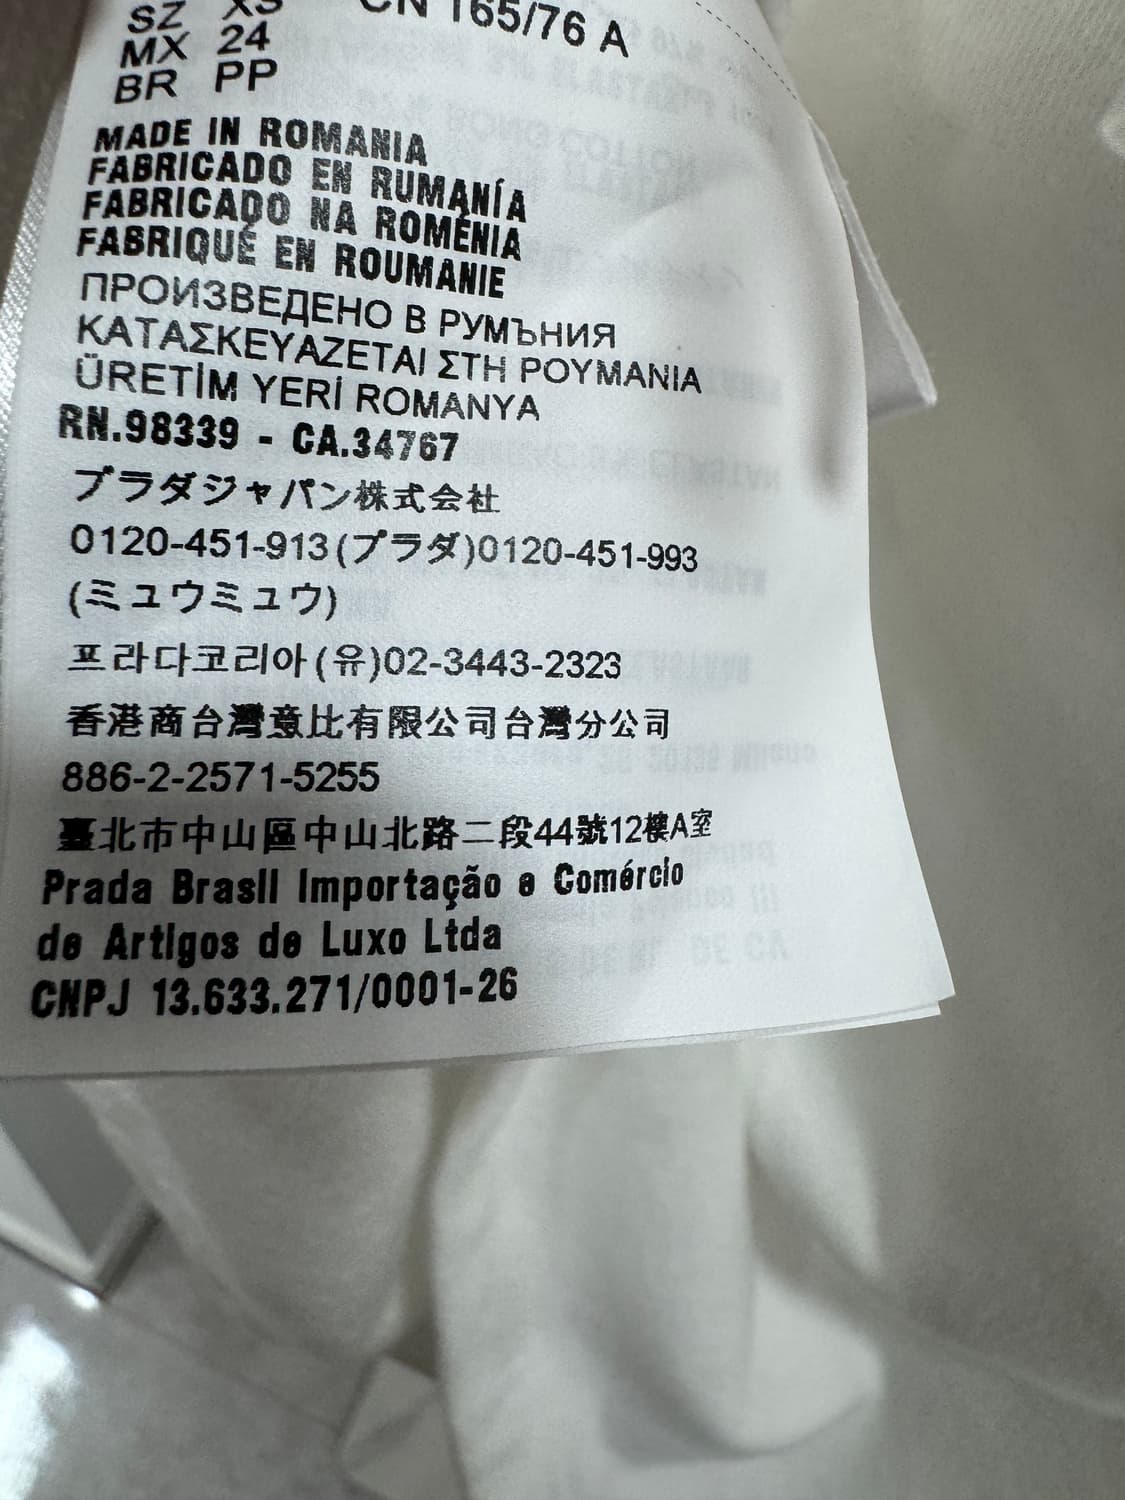 SZ XS CN 165/76 A
MX 24
BR PP
MADE IN ROMANIA
FABRICADO EN RUMANÍA
FABRICADO NA ROMÊNIA
FABRIQUÉ EN ROUMANIE
ПРОИЗВЕДЕНО В РУМЪНИЯ
ΚΑΤΑΣΚΕΥΑΖΕΤΑΙ ΣΤΗ ΡΟΥΜΑΝΙΑ
ÜRETİM YERİ ROMANYA
RN.98339 - CA.34767
プラダジャパン株式会社
0120-451-913(プラダ)0120-451-993
(ミュウミュウ)
프라다코리아(유)02-3443-2323
香港商台灣意比有限公司台灣分公司
886-2-2571-5255
臺北市中山區中山北路二段44號12樓A室
Prada Brasil Importação e Comércio
de Artigos de Luxo Ltda
CNPJ 13.633.271/0001-26